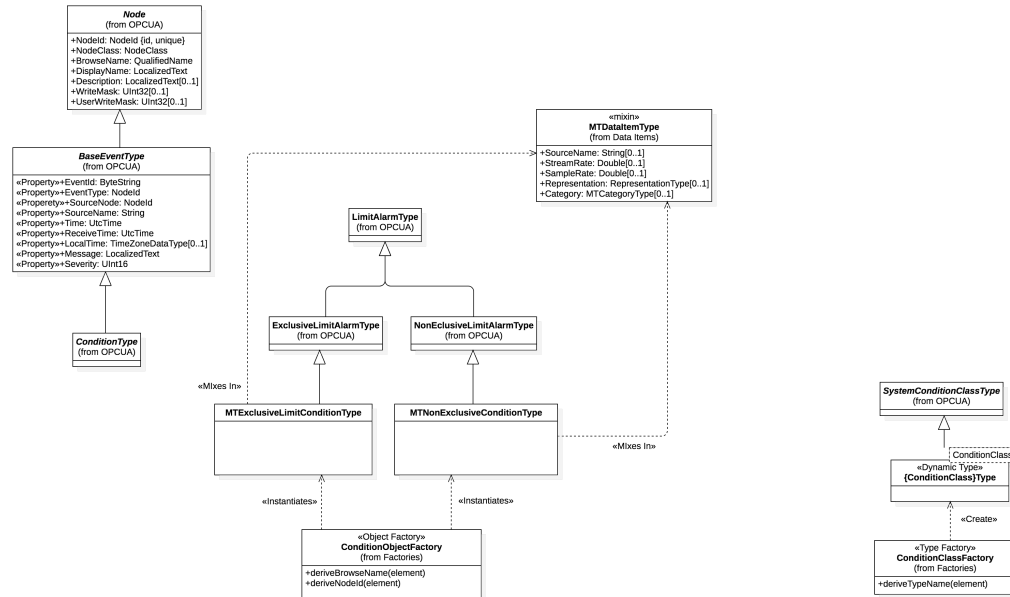 Node
(from OPCUA)
+NodeId: NodeId {id, unique}
+NodeClass: NodeClass
+BrowseName: QualifiedName
+DisplayName: LocalizedText
+Description: LocalizedText[0..1]
+WriteMask: UInt32[0..1]
+UserWriteMask: UInt32[0..1]
BaseEventType
(from OPCUA)
«Property»+EventId: ByteString
«Property»+EventType: NodeId
«Properety»+SourceNode: NodeId
«Property»+SourceName: String
«Property»+Time: UtcTime
«Property»+ReceiveTime: UtcTime
«Property»+LocalTime: TimeZoneDataType[0..1]
«Property»+Message: LocalizedText
«Property»+Severity: UInt16
ConditionType
(from OPCUA)
«mixin»
MTDataItemType
(from Data Items)
+SourceName: String[0..1]
+StreamRate: Double[0..1]
+SampleRate: Double[0..1]
+Representation: RepresentationType[0..1]
+Category: MTCategoryType[0..1]
LimitAlarmType
(from OPCUA)
ExclusiveLimitAlarmType
(from OPCUA)
NonEclusiveLimitAlarmType
(from OPCUA)
«MIxes In»
MTExclusiveLimitConditionType
MTNonExclusiveConditionType
«MIxes In»
«Instantiates»
«Instantiates»
«Object Factory»
ConditionObjectFactory
(from Factories)
+deriveBrowseName(element)
+deriveNodeId(element)
SystemConditionClassType
(from OPCUA)
ConditionClass
«Dynamic Type»
{ConditionClass}Type
«Create»
«Type Factory»
ConditionClassFactory
(from Factories)
+deriveTypeName(element)